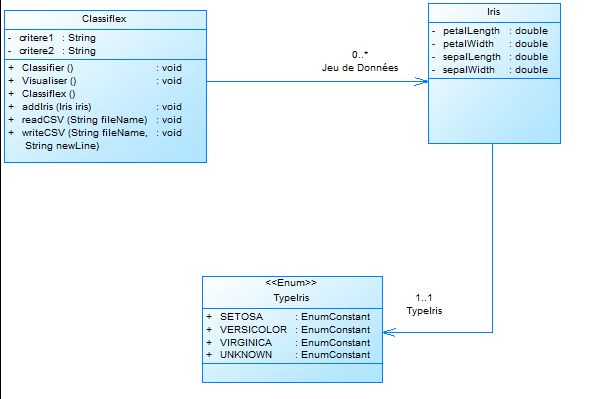 Classiflex
- critere1 : String
- critere2 : String
+ Classifier () : void
+ Visualiser () : void
+ Classiflex ()
+ addIris (Iris iris) : void
+ readCSV (String fileName) : void
+ writeCSV (String fileName, : void
String newLine)
0..*
Jeu de Données
Iris
- petalLength : double
- petalWidth : double
- sepalLength : double
- sepalWidth : double
<<Enum>>
TypeIris
+ SETOSA : EnumConstant
+ VERSICOLOR : EnumConstant
+ VIRGINICA : EnumConstant
+ UNKNOWN : EnumConstant
1..1
TypeIris